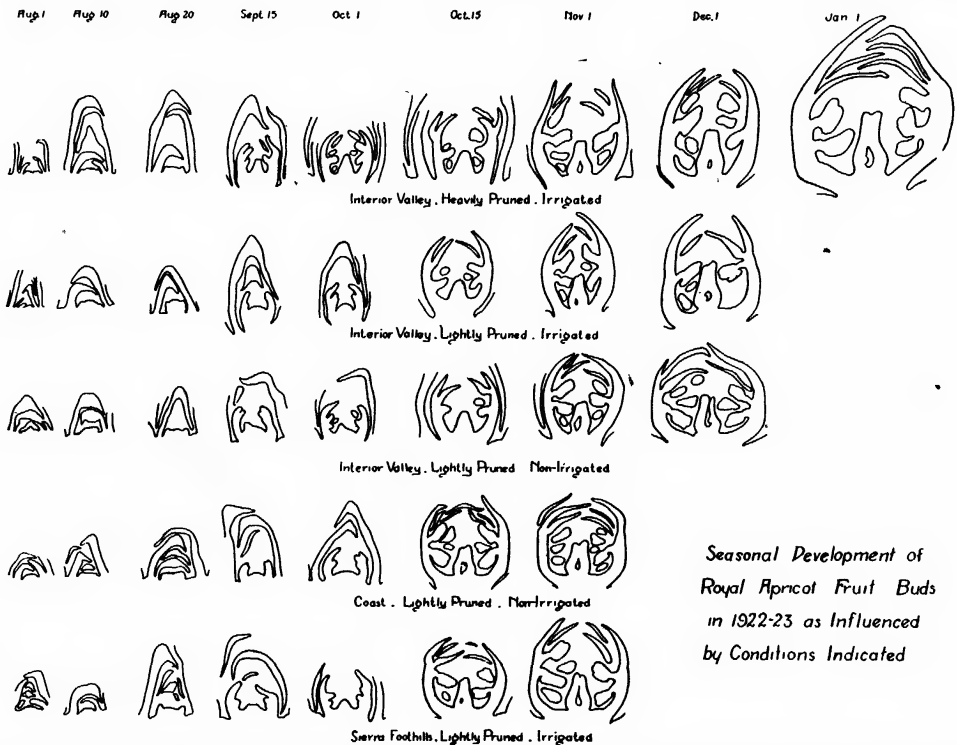 Aug. 1 Aug 10 Aug 20 Sept. 15 Oct 1 Oct. 15 Nov 1 Dec. 1 Jan 1
Interior Valley . Heavily Pruned . Irrigated
Interior Valley . Lightly Pruned . Irrigated
Interior Valley . Lightly Pruned Non-Irrigated
Coast . Lightly Pruned . Non-Irrigated
Seasonal Development of
Royal Apricot Fruit Buds
in 1922-23 as Influenced
by Conditions Indicated
Sierra Foothills . Lightly Pruned . Irrigated